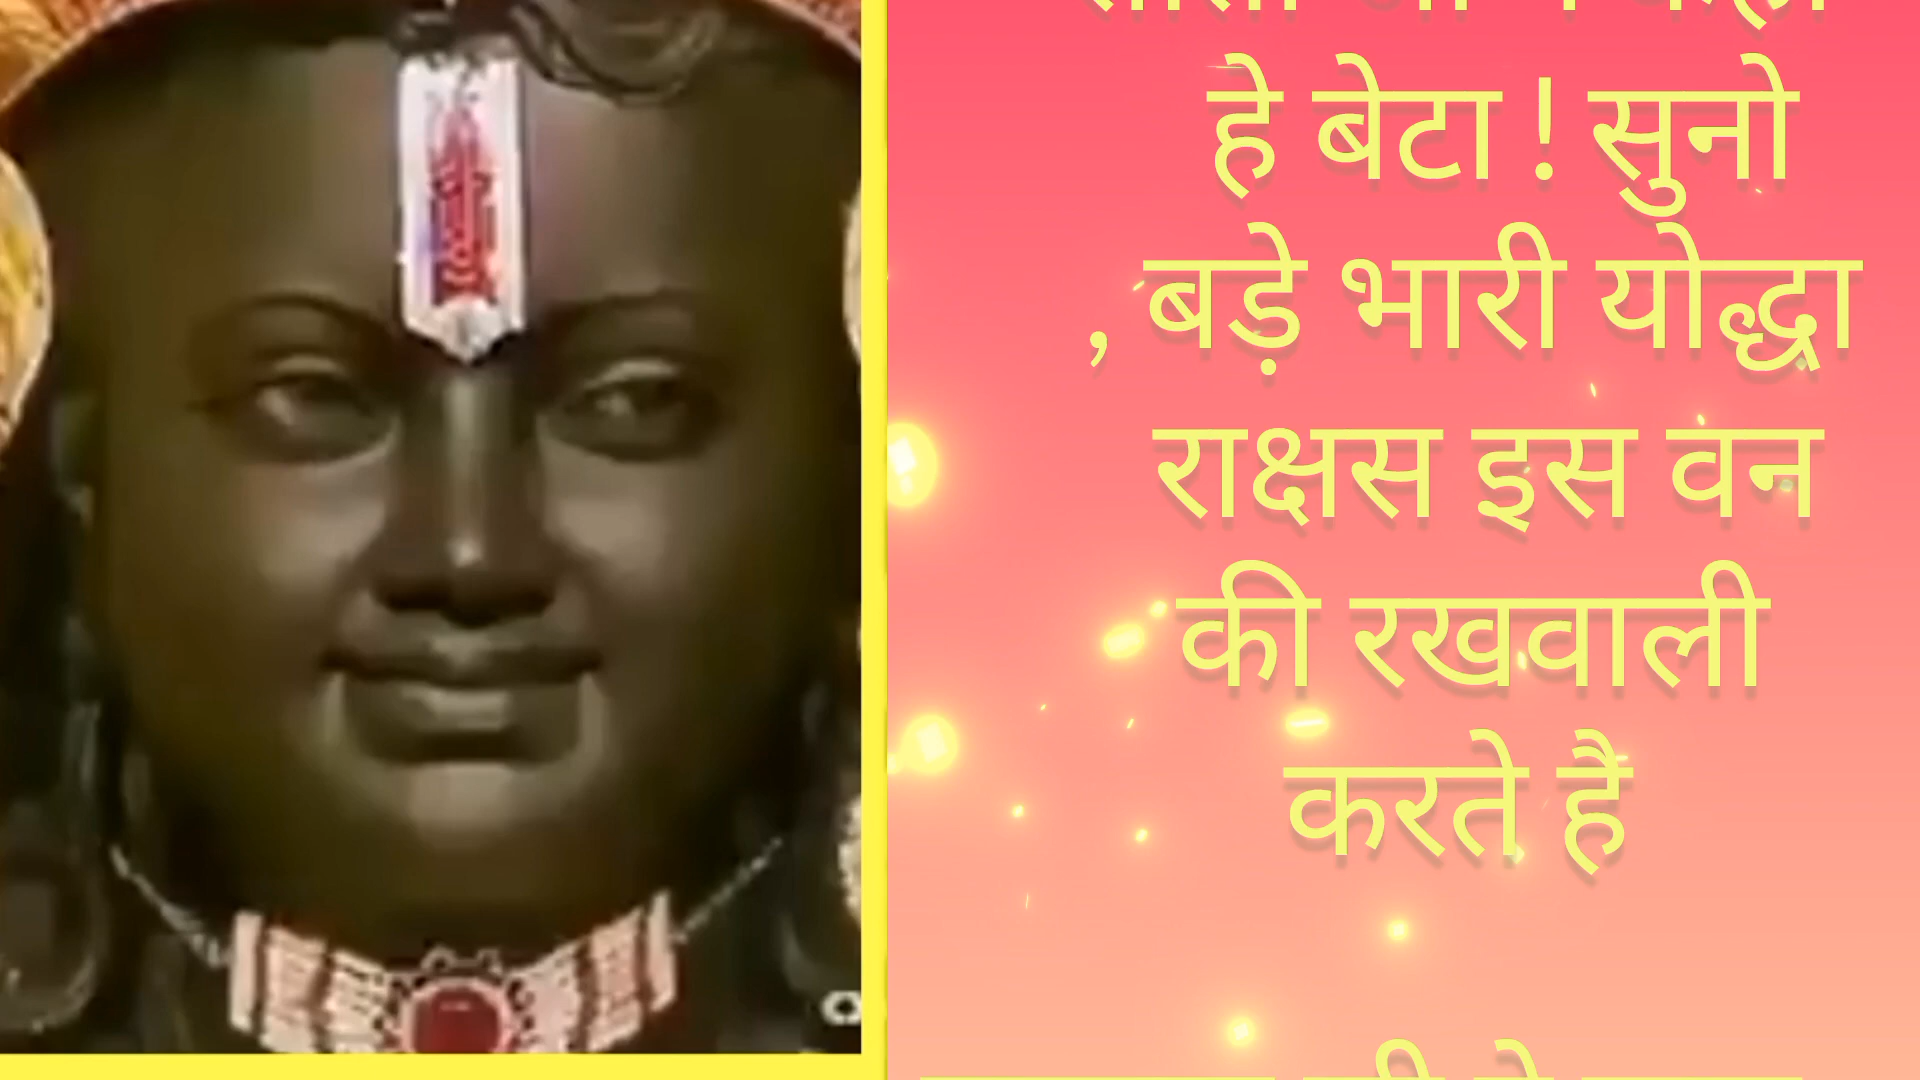 हे बेटा ! सुनो
, बड़े भारी योद्धा
राक्षस इस वन
की रखवाली
करते हैं